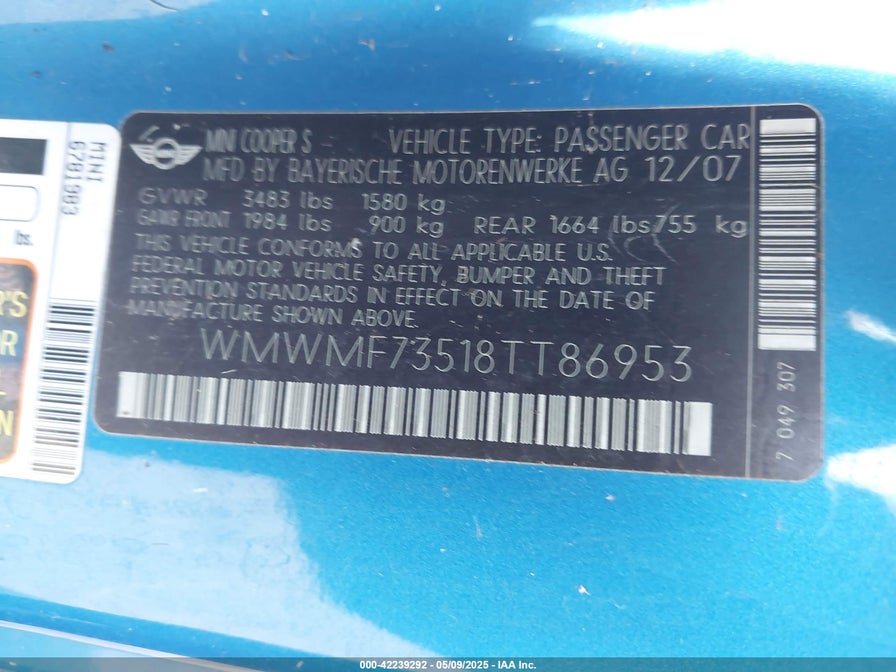 MINI COOPER S VEHICLE TYPE: PASSENGER CAR
MFD BY BAYERISCHE MOTORENWERKE AG 12/07
GVWR 3483 lbs 1580 kg
GAWR FRONT 1984 lbs 900 kg REAR 1664 lbs/755 kg
THIS VEHICLE CONFORMS TO ALL APPLICABLE U.S.
FEDERAL MOTOR VEHICLE SAFETY, BUMPER AND THEFT
PREVENTION STANDARDS IN EFFECT ON THE DATE OF
MANUFACTURE SHOWN ABOVE.
WMWMF73518TT86953
7 049 307
MINI
6781983
lbs.
000-42239292 - 05/09/2025 - IAA Inc.